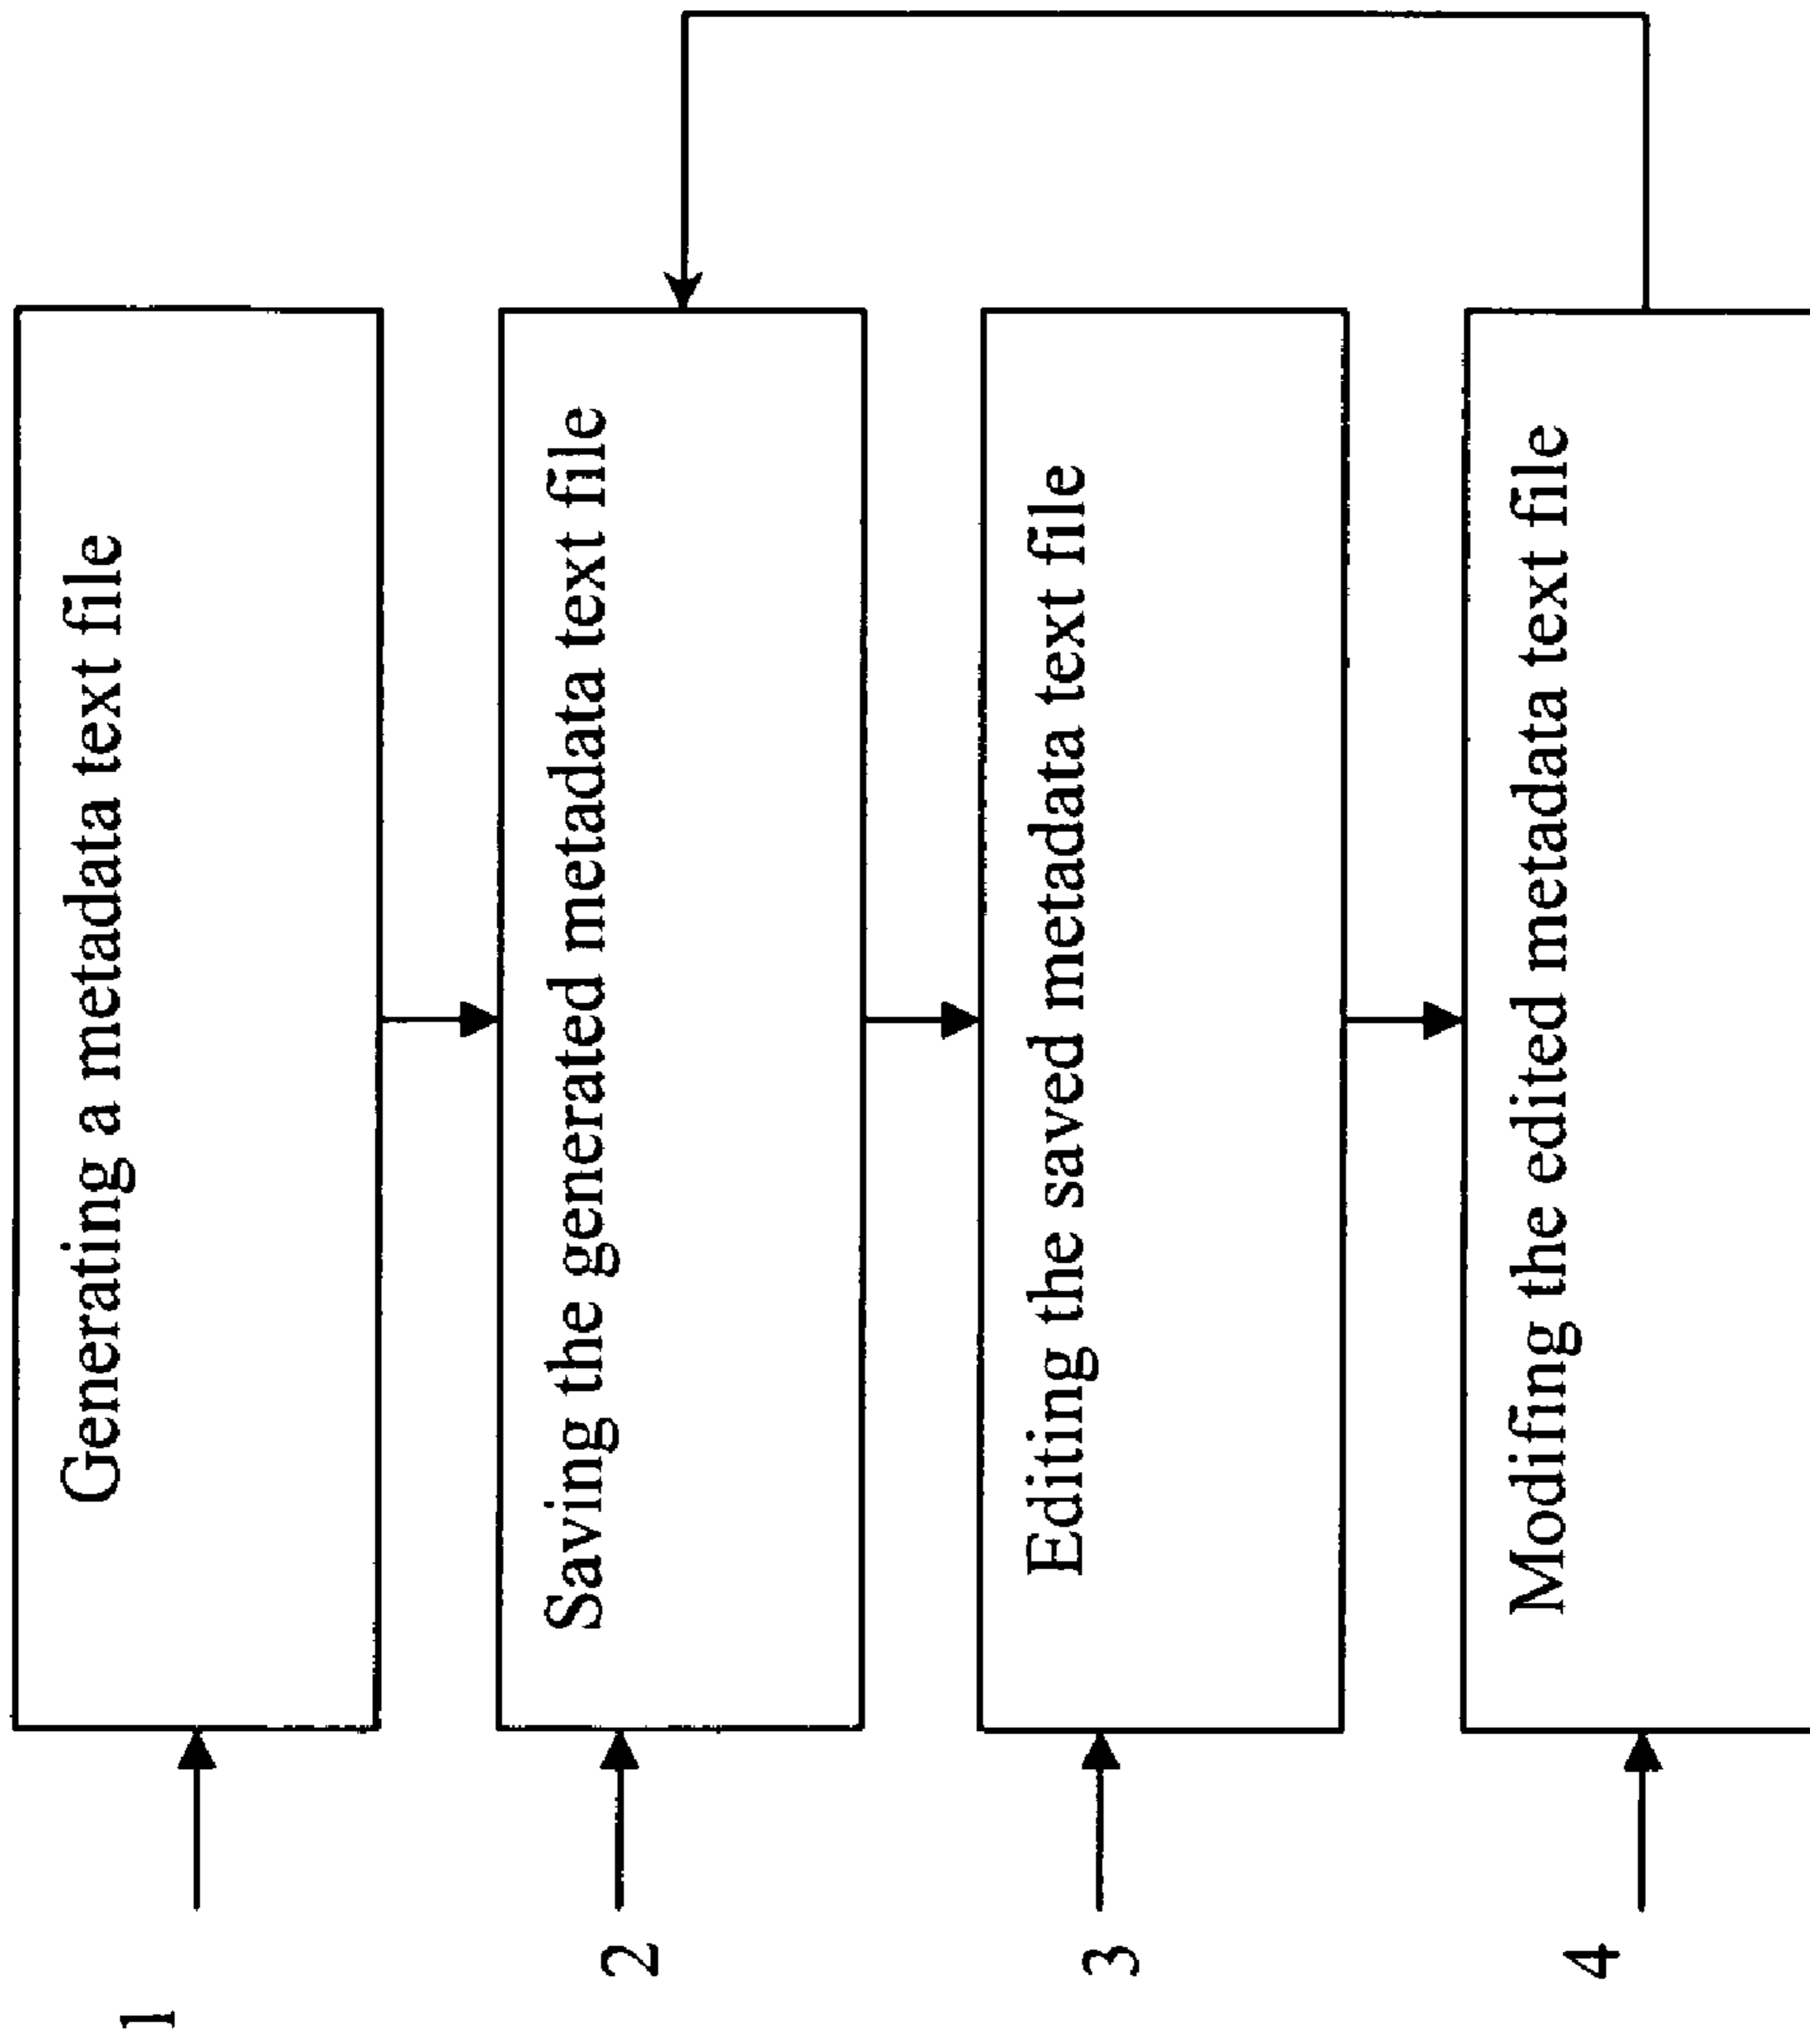 1
Generating a metadata text file
2
Saving the generated metadata text file
3
Editing the saved metadata text file
4
Modifing the edited metadata text file